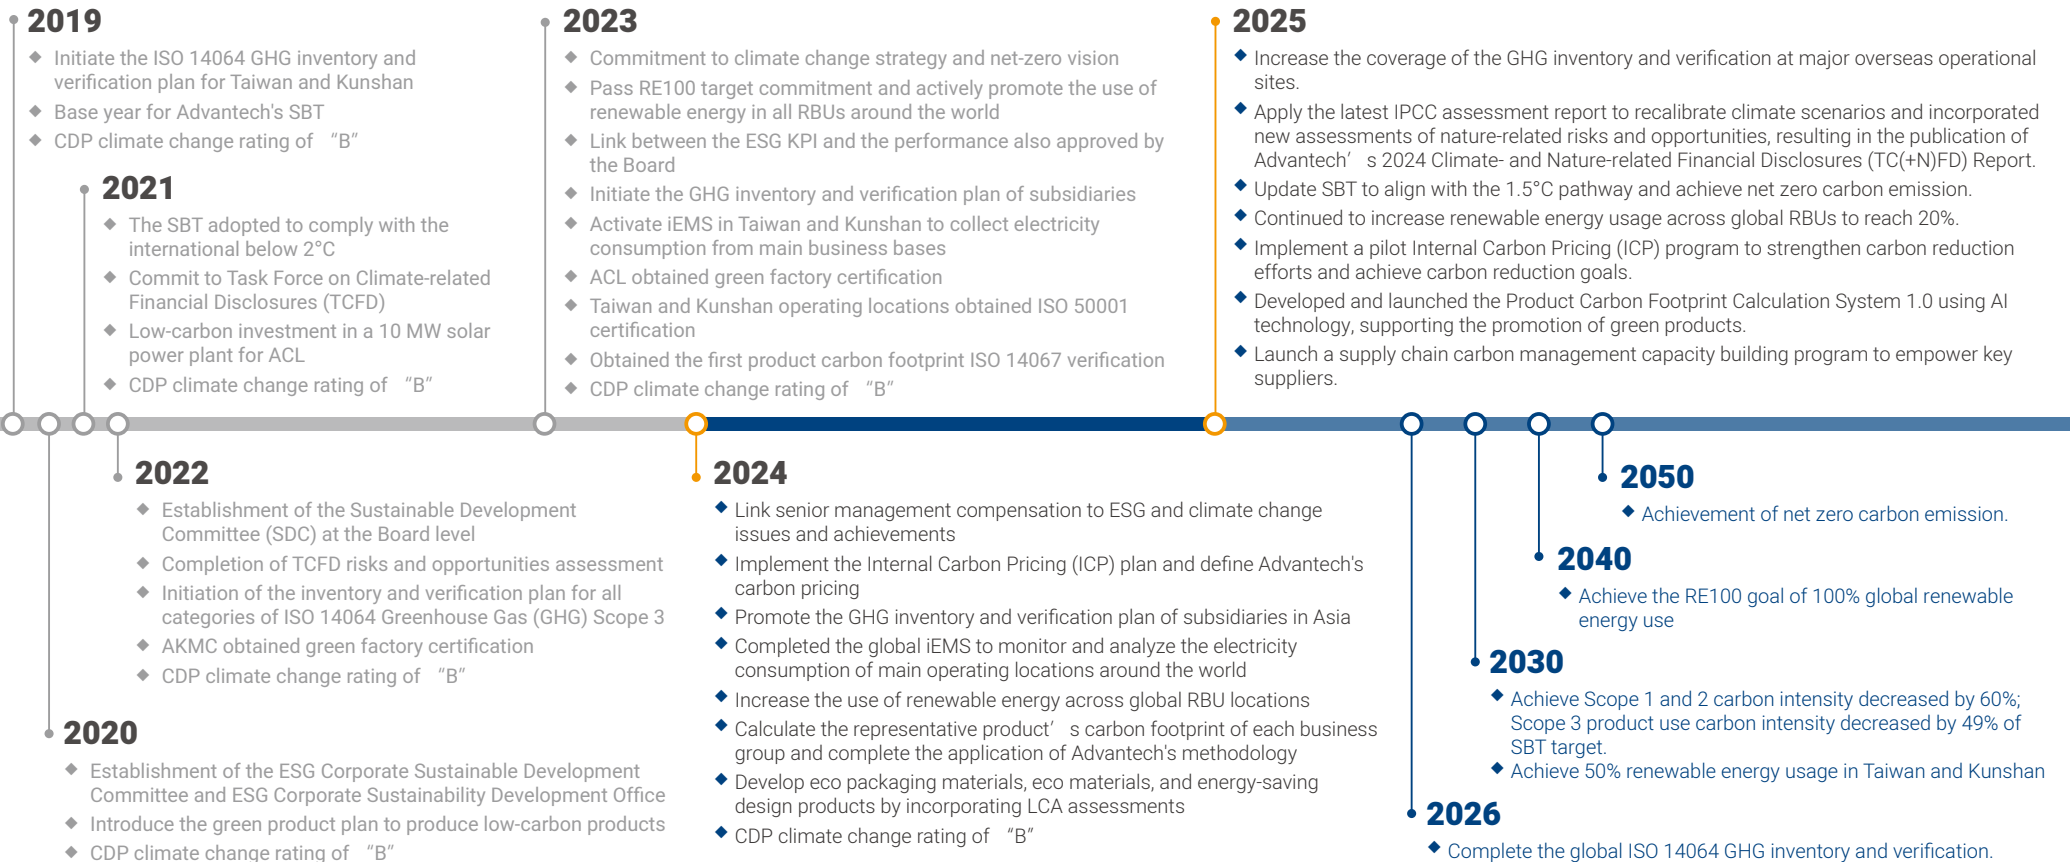 2019
◆ Initiate the ISO 14064 GHG inventory and
verification plan for Taiwan and Kunshan
◆ Base year for Advantech's SBT
◆ CDP climate change rating of “B”
2021
◆ The SBT adopted to comply with the
international below 2°C
◆ Commit to Task Force on Climate-related
Financial Disclosures (TCFD)
◆ Low-carbon investment in a 10 MW solar
power plant for ACL
◆ CDP climate change rating of “B”
2023
◆ Commitment to climate change strategy and net-zero vision
◆ Pass RE100 target commitment and actively promote the use of
renewable energy in all RBUs around the world
◆ Link between the ESG KPI and the performance also approved by
the Board
◆ Initiate the GHG inventory and verification plan of subsidiaries
◆ Activate iEMS in Taiwan and Kunshan to collect electricity
consumption from main business bases
◆ ACL obtained green factory certification
◆ Taiwan and Kunshan operating locations obtained ISO 50001
certification
◆ Obtained the first product carbon footprint ISO 14067 verification
◆ CDP climate change rating of “B”
2025
◆ Increase the coverage of the GHG inventory and verification at major overseas operational
sites.
◆ Apply the latest IPCC assessment report to recalibrate climate scenarios and incorporated
new assessments of nature-related risks and opportunities, resulting in the publication of
Advantech’s 2024 Climate- and Nature-related Financial Disclosures (TC(+N)FD) Report.
◆ Update SBT to align with the 1.5°C pathway and achieve net zero carbon emission.
◆ Continued to increase renewable energy usage across global RBUs to reach 20%.
◆ Implement a pilot Internal Carbon Pricing (ICP) program to strengthen carbon reduction
efforts and achieve carbon reduction goals.
◆ Developed and launched the Product Carbon Footprint Calculation System 1.0 using AI
technology, supporting the promotion of green products.
◆ Launch a supply chain carbon management capacity building program to empower key
suppliers.
2022
◆ Establishment of the Sustainable Development
Committee (SDC) at the Board level
◆ Completion of TCFD risks and opportunities assessment
◆ Initiation of the inventory and verification plan for all
categories of ISO 14064 Greenhouse Gas (GHG) Scope 3
◆ AKMC obtained green factory certification
◆ CDP climate change rating of “B”
2020
◆ Establishment of the ESG Corporate Sustainable Development
Committee and ESG Corporate Sustainability Development Office
◆ Introduce the green product plan to produce low-carbon products
◆ CDP climate change rating of “B”
2024
◆ Link senior management compensation to ESG and climate change
issues and achievements
◆ Implement the Internal Carbon Pricing (ICP) plan and define Advantech's
carbon pricing
◆ Promote the GHG inventory and verification plan of subsidiaries in Asia
◆ Completed the global iEMS to monitor and analyze the electricity
consumption of main operating locations around the world
◆ Increase the use of renewable energy across global RBU locations
◆ Calculate the representative product’s carbon footprint of each business
group and complete the application of Advantech's methodology
◆ Develop eco packaging materials, eco materials, and energy-saving
design products by incorporating LCA assessments
◆ CDP climate change rating of “B”
2050
◆ Achievement of net zero carbon emission.
2040
◆ Achieve the RE100 goal of 100% global renewable
energy use
2030
◆ Achieve Scope 1 and 2 carbon intensity decreased by 60%;
Scope 3 product use carbon intensity decreased by 49% of
SBT target.
◆ Achieve 50% renewable energy usage in Taiwan and Kunshan
2026
◆ Complete the global ISO 14064 GHG inventory and verification.